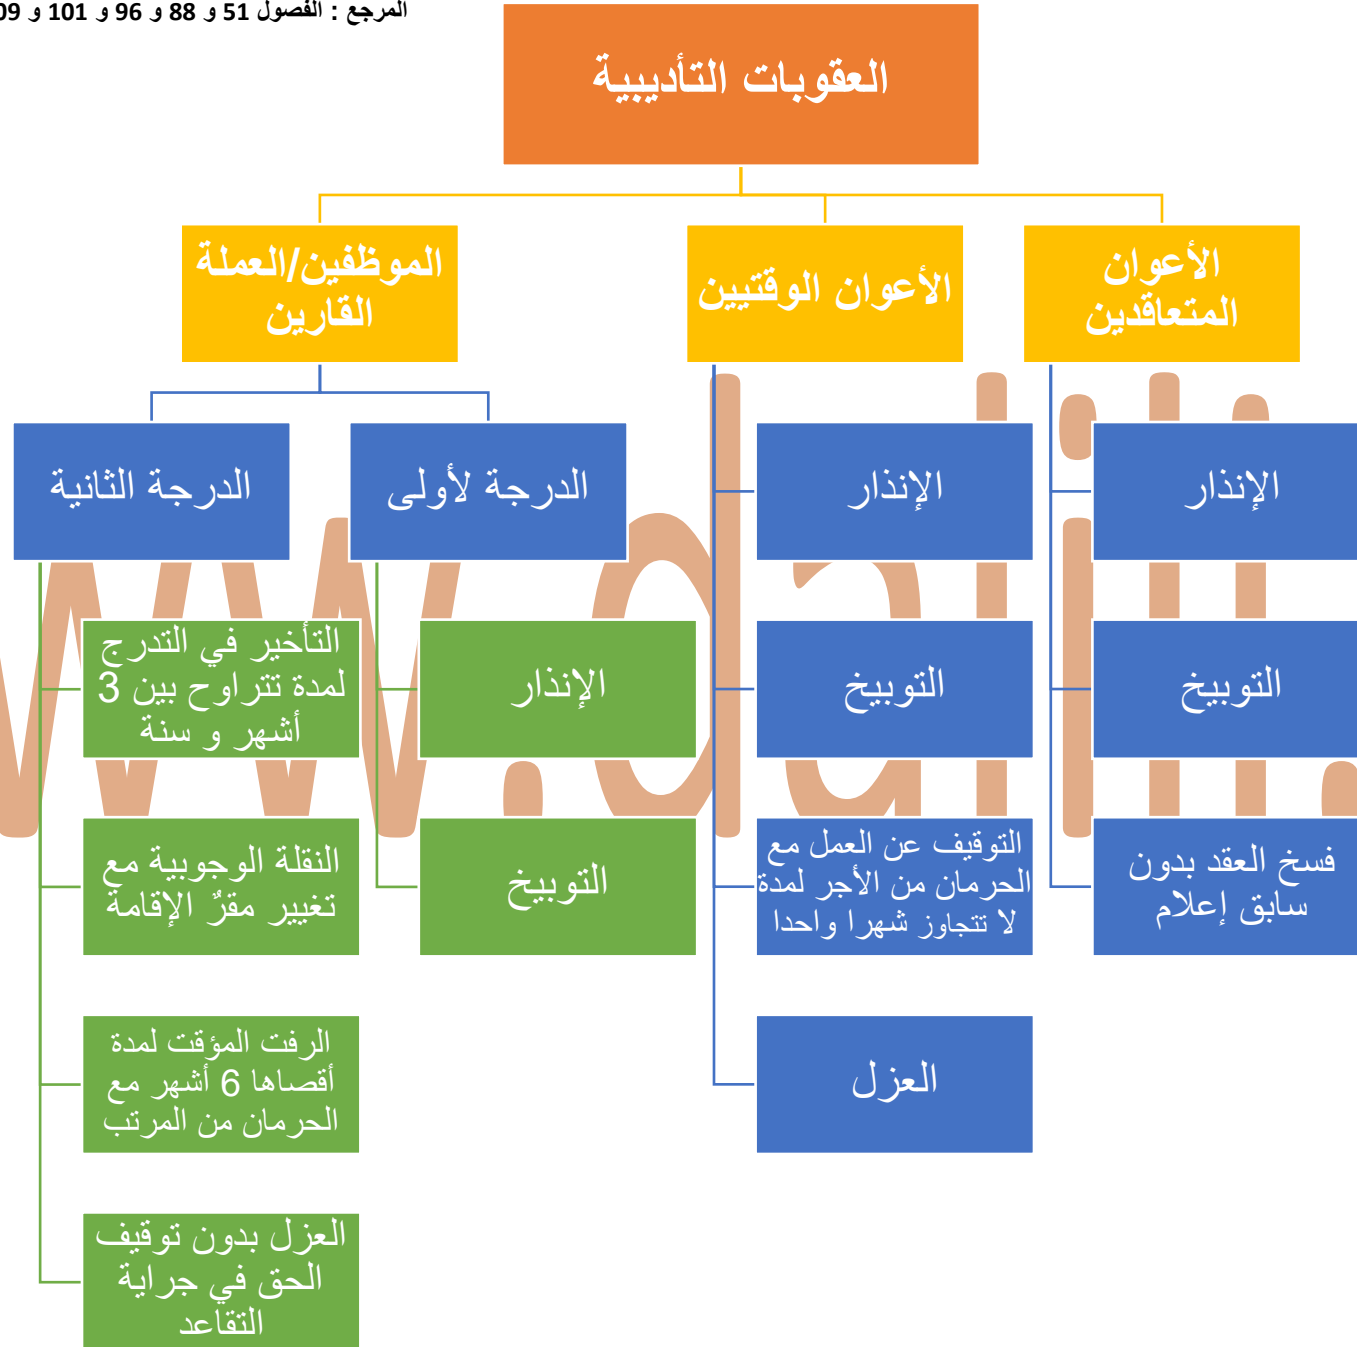 المرجع : الفصول 51 و 88 و 96 و 101 و 09
العقوبات التأديبية
الأعوان
المتعاقدين
الأعوان الوقتيين
الموظفين/العملة
القارين
الإنذار
التوبيخ
فسخ العقد بدون
سابق إعلام
الإنذار
التوبيخ
التوقيف عن العمل مع
الحرمان من الأجر لمدة
لا تتجاوز شهرا واحدا
العزل
الدرجة لأولى
الإنذار
التوبيخ
الدرجة الثانية
التأخير في التدرج
لمدة تتراوح بين 3
أشهر و سنة
النقلة الوجوبية مع
تغيير مقرٌ الإقامة
الرفت المؤقت لمدة
أقصاها 6 أشهر مع
الحرمان من المرتب
العزل بدون توقيف
الحق في جراية
التقاعد